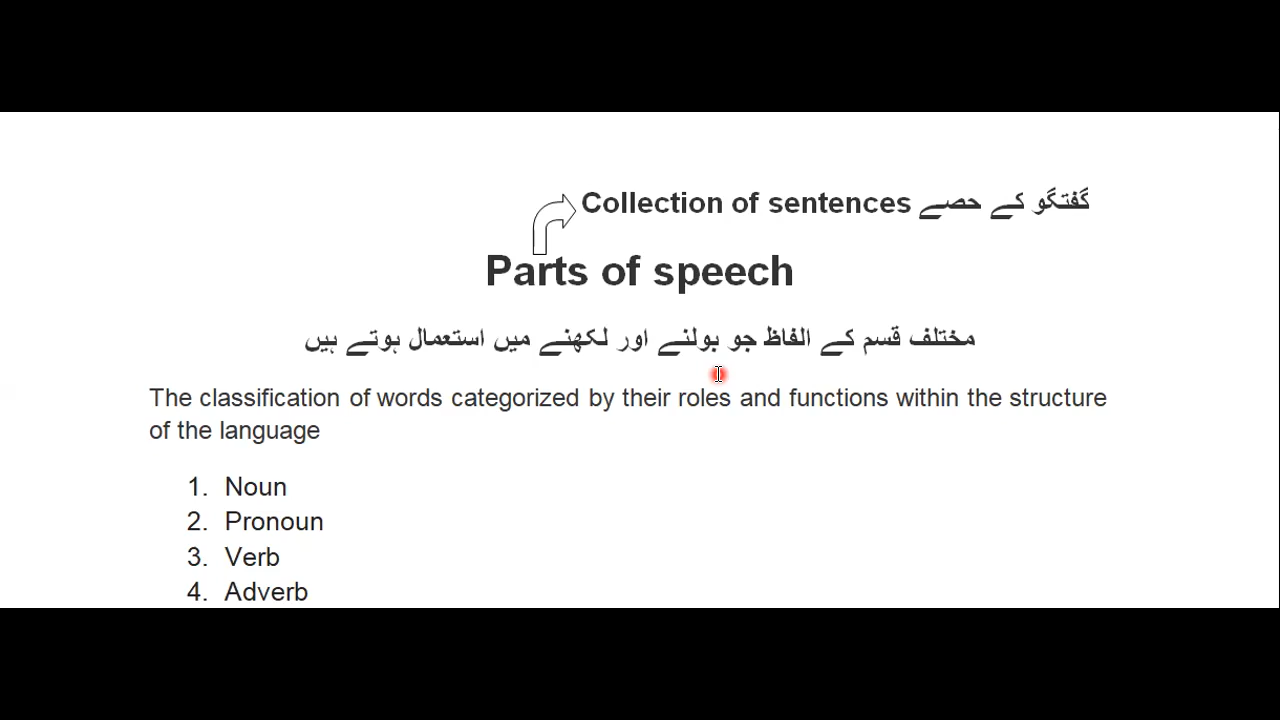 Collection of sentences گفتگو کے حصے
Parts of speech
مختلف قسم کے الفاظ جو بولنے اور لکھنے میں استعمال ہوتے ہیں
The classification of words categorized by their roles and functions within the structure
of the language
1. Noun
2. Pronoun
3. Verb
4. Adverb